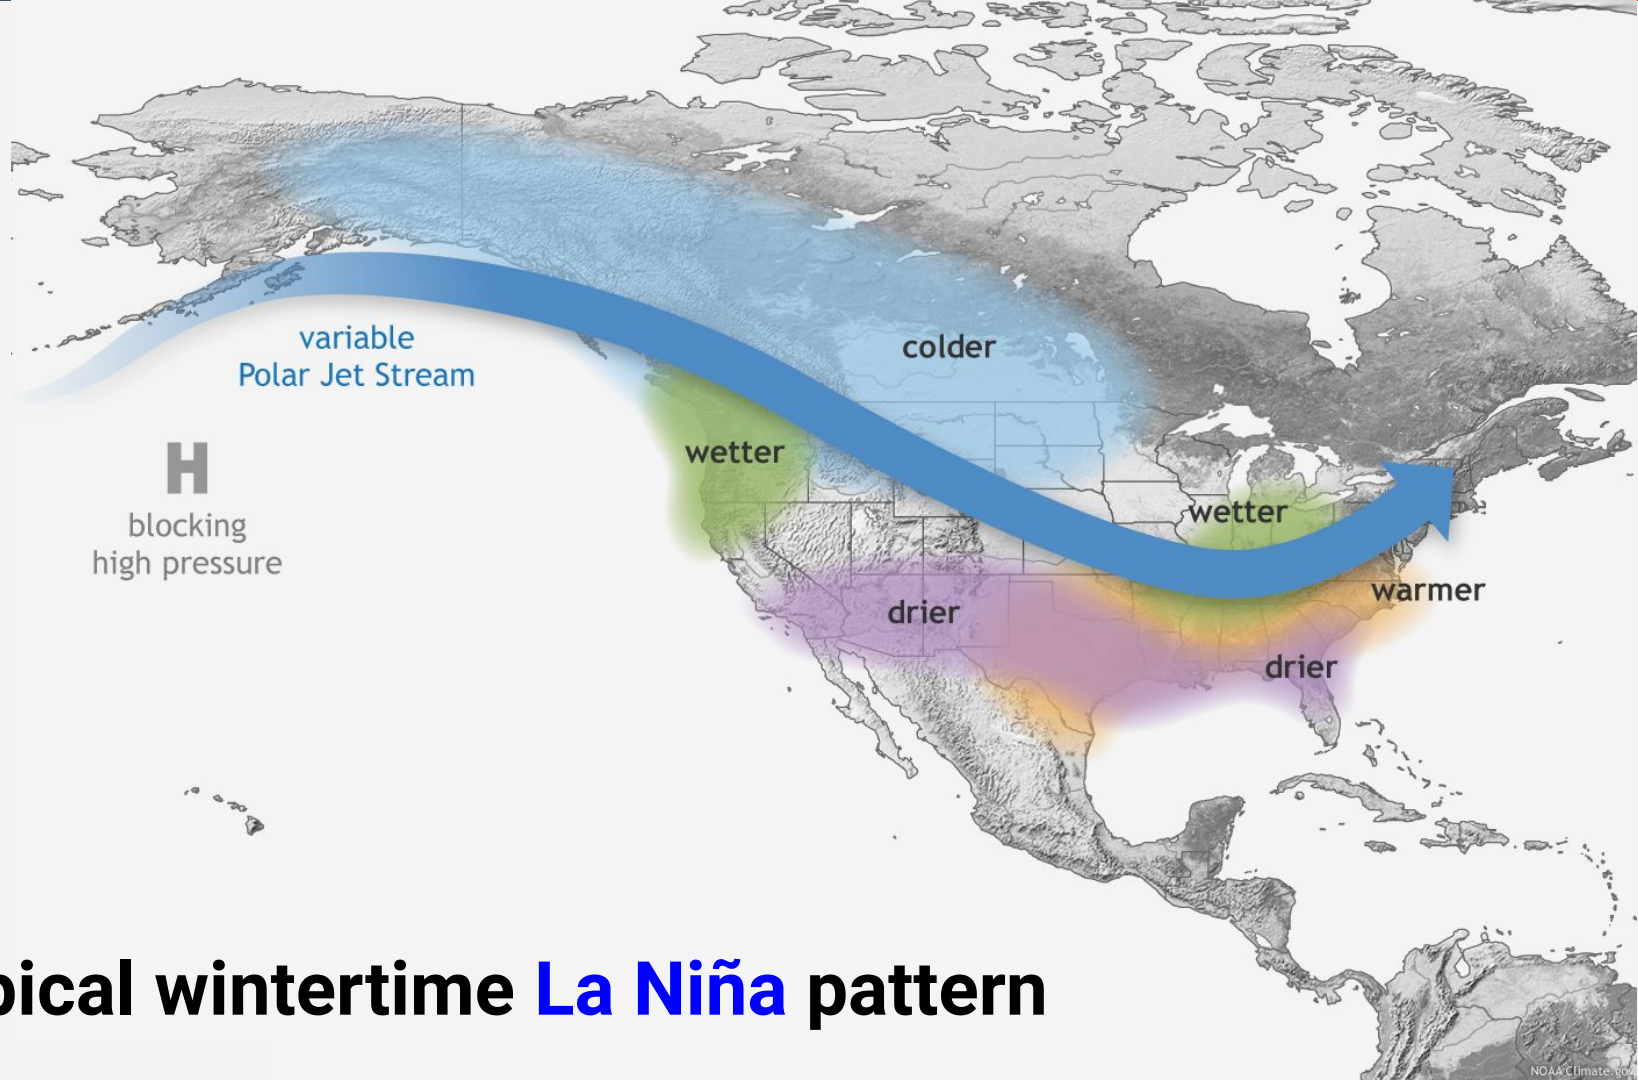 variable
Polar Jet Stream
colder
wetter
H
blocking
high pressure
wetter
warmer
drier
drier
pical wintertime La Niña pattern
NOAA Climate.gov